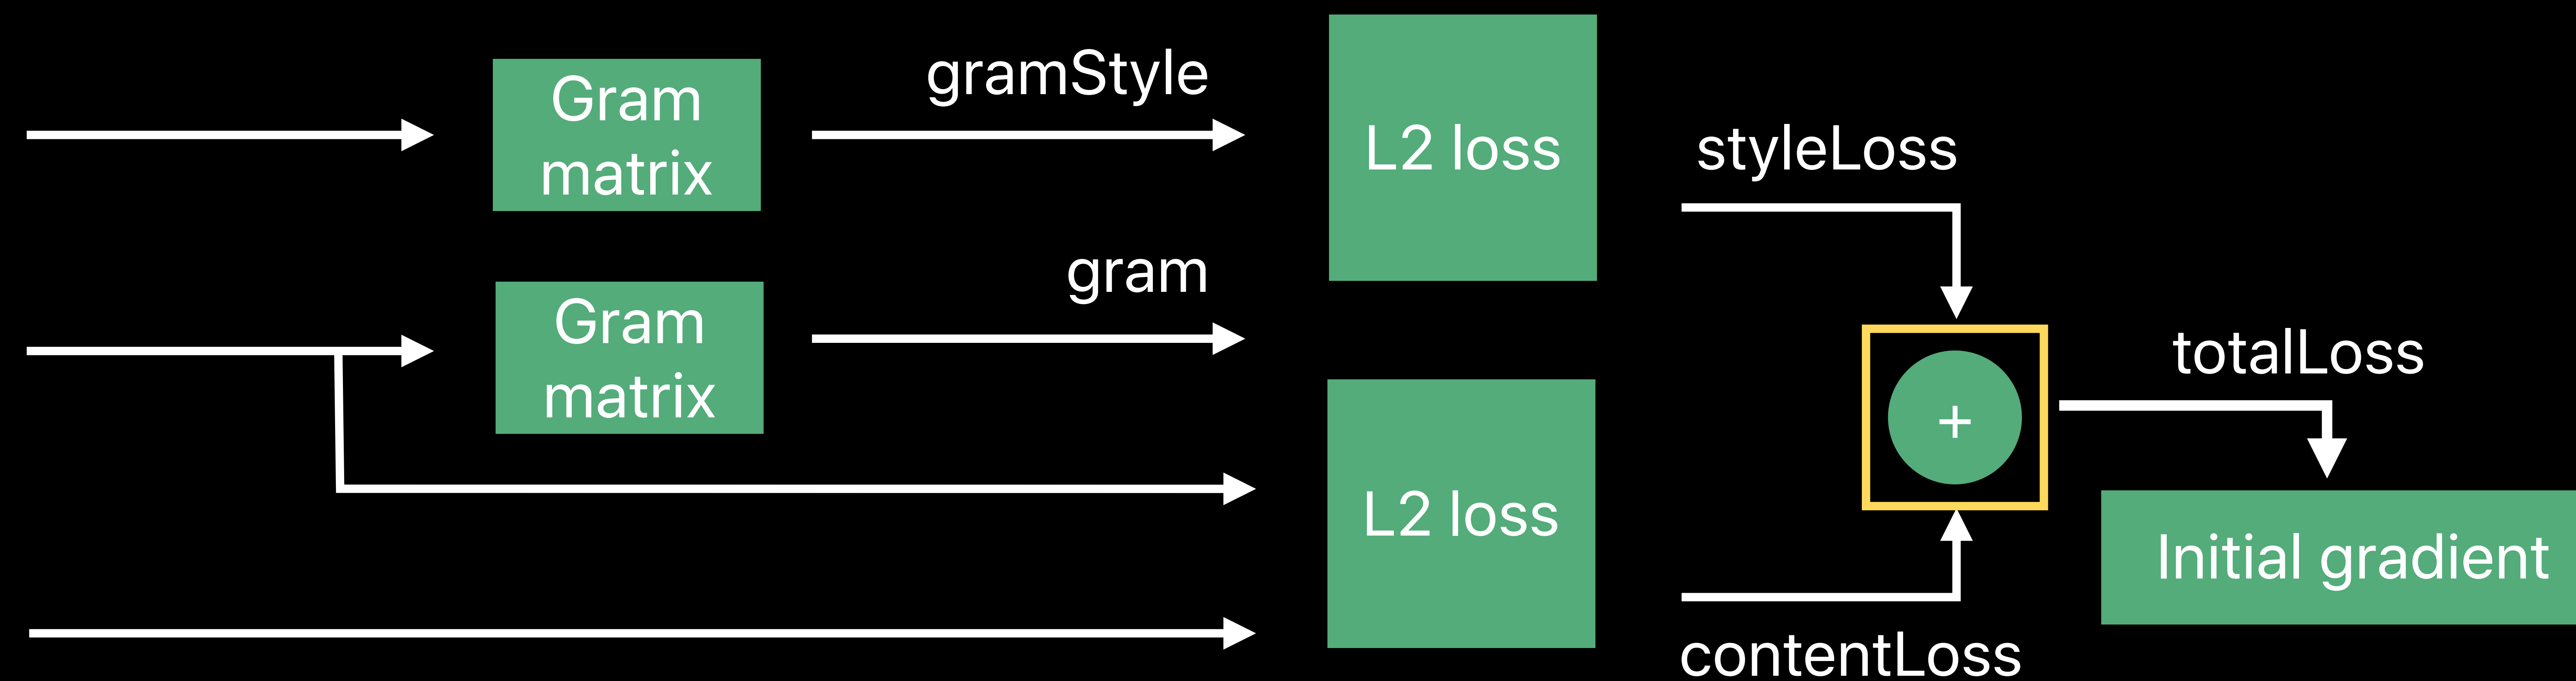 Gram
matrix
gramStyle
L2 loss
styleLoss
Gram
matrix
gram
L2 loss
+
totalLoss
Initial gradient
contentLoss